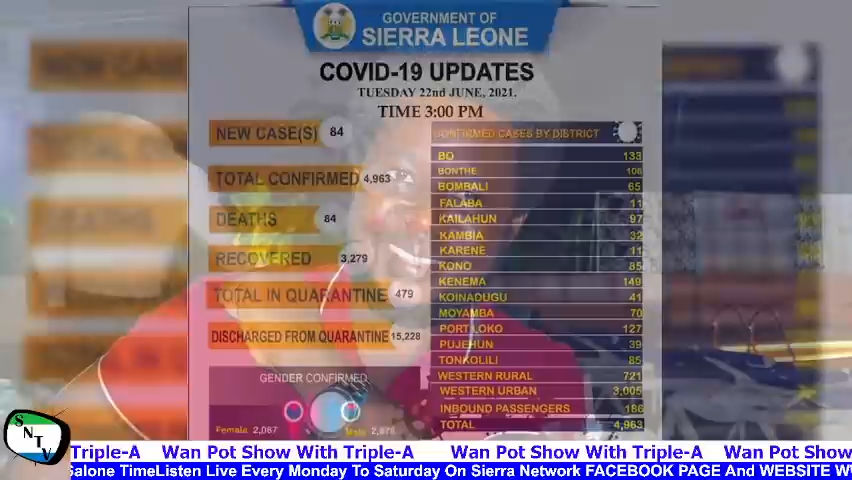 GOVERNMENT OF
SIERRA LEONE
COVID-19 UPDATES
TUESDAY 22nd JUNE, 2021.
TIME 3:00 PM
NEW CASE(S) 84
TOTAL CONFIRMED 4,963
DEATHS 84
RECOVERED 3,279
TOTAL IN QUARANTINE 479
DISCHARGED FROM QUARANTINE 15,228
GENDER CONFIRMED
CONFIRMED CASES BY DISTRICT
BO 133
BONTHE 106
BOMBALI 65
FALABA 11
KAILAHUN 97
KAMBIA 32
KARENE 11
KONO 85
KENEMA 149
KOINADUGU 41
MOYAMBA 70
PORT LOKO 127
PUJEHUN 39
TONKOLILI 85
WESTERN RURAL 721
WESTERN URBAN 3,005
INBOUND PASSENGERS 186
TOTAL 4,963
Female
Male
SNTV
Triple-A Wan Pot Show With Triple-A Wan Pot Show With Triple-A Wan Pot Show
Salone TimeListen Live Every Monday To Saturday On Sierra Network FACEBOOK PAGE And WEBSITE